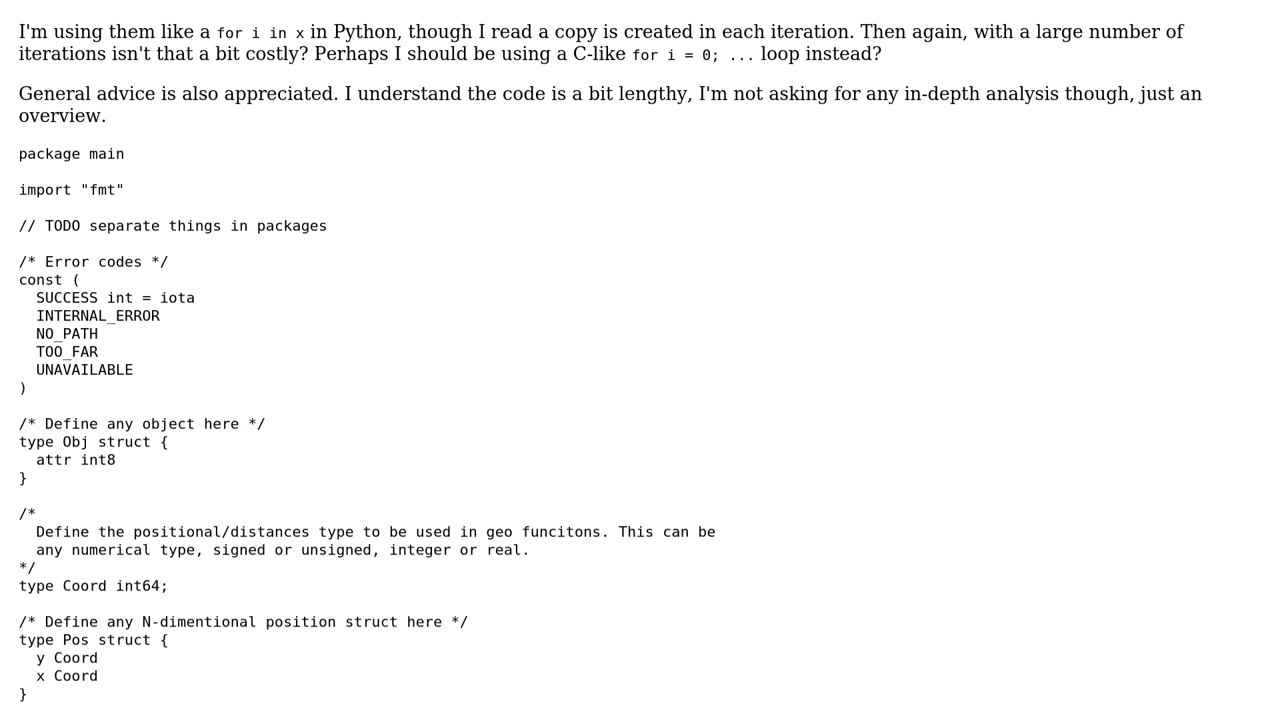 I'm using them like a for i in x in Python, though I read a copy is created in each iteration. Then again, with a large number of
iterations isn't that a bit costly? Perhaps I should be using a C-like for i = 0; ... loop instead?
General advice is also appreciated. I understand the code is a bit lengthy, I'm not asking for any in-depth analysis though, just an
overview.
package main
import "fmt"
// TODO separate things in packages
/* Error codes */
const (
  SUCCESS int = iota
  INTERNAL_ERROR
  NO_PATH
  TOO_FAR
  UNAVAILABLE
)
/* Define any object here */
type Obj struct {
  attr int8
}
/*
  Define the positional/distances type to be used in geo funcitons. This can be
  any numerical type, signed or unsigned, integer or real.
*/
type Coord int64;
/* Define any N-dimentional position struct here */
type Pos struct {
  y Coord
  x Coord
}